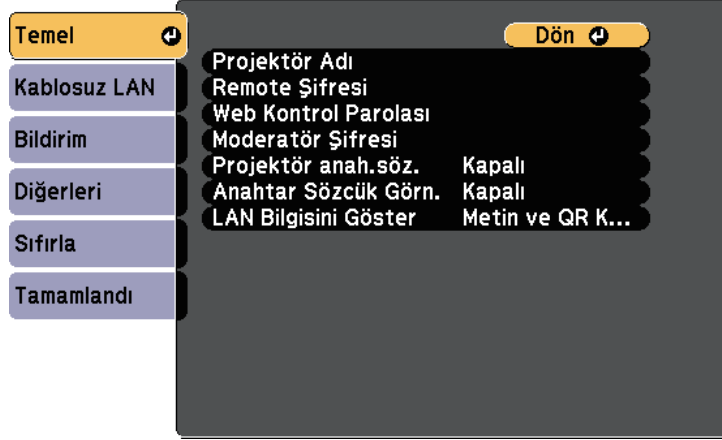 Temel
Kablosuz LAN
Bildirim
Diğerleri
Sıfırla
Tamamlandı
Dön
Projektör Adı
Remote Şifresi
Web Kontrol Parolası
Moderatör Şifresi
Projektör anah.söz. Kapalı
Anahtar Sözcük Görn. Kapalı
LAN Bilgisini Göster Metin ve QR K...